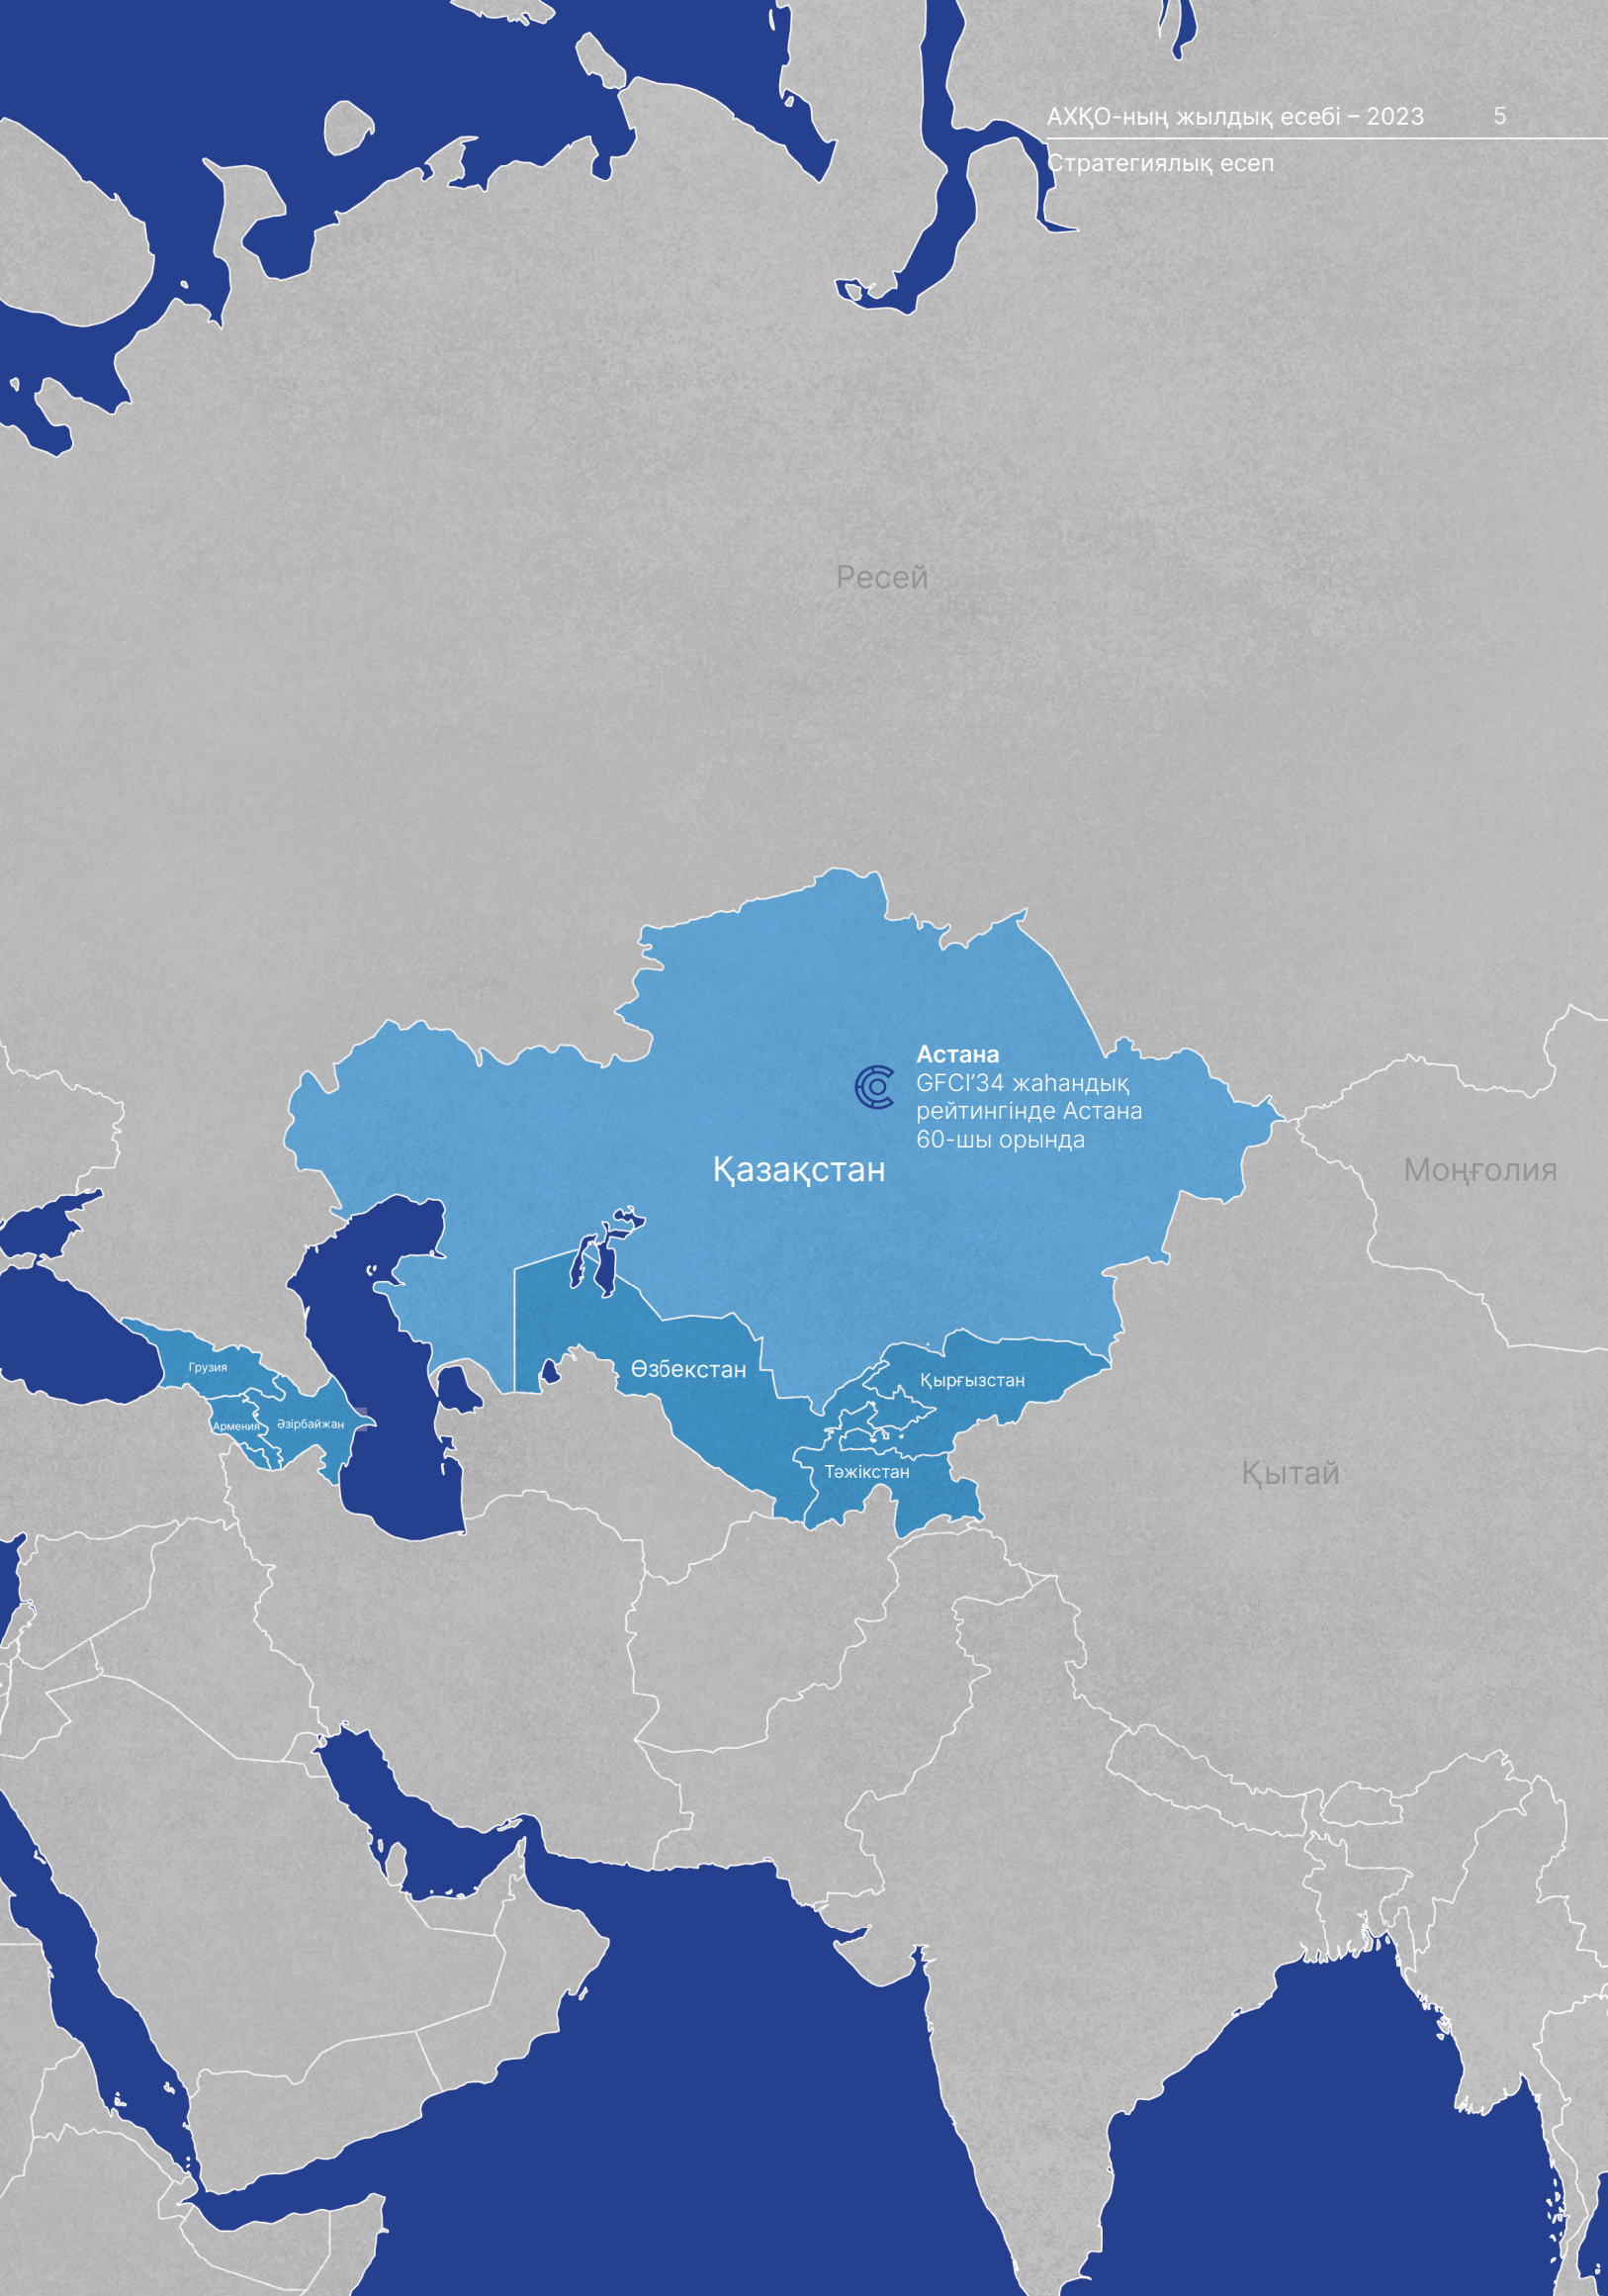 АХҚО-ның жылдық есебі – 2023 5
Стратегиялық есеп
Ресей
Астана
GFCI’34 жаһандық
рейтингінде Астана
60-шы орында
Қазақстан
Моңғолия
Грузия
Өзбекстан
Қырғызстан
Армения
Әзірбайжан
Тәжікстан
Қытай